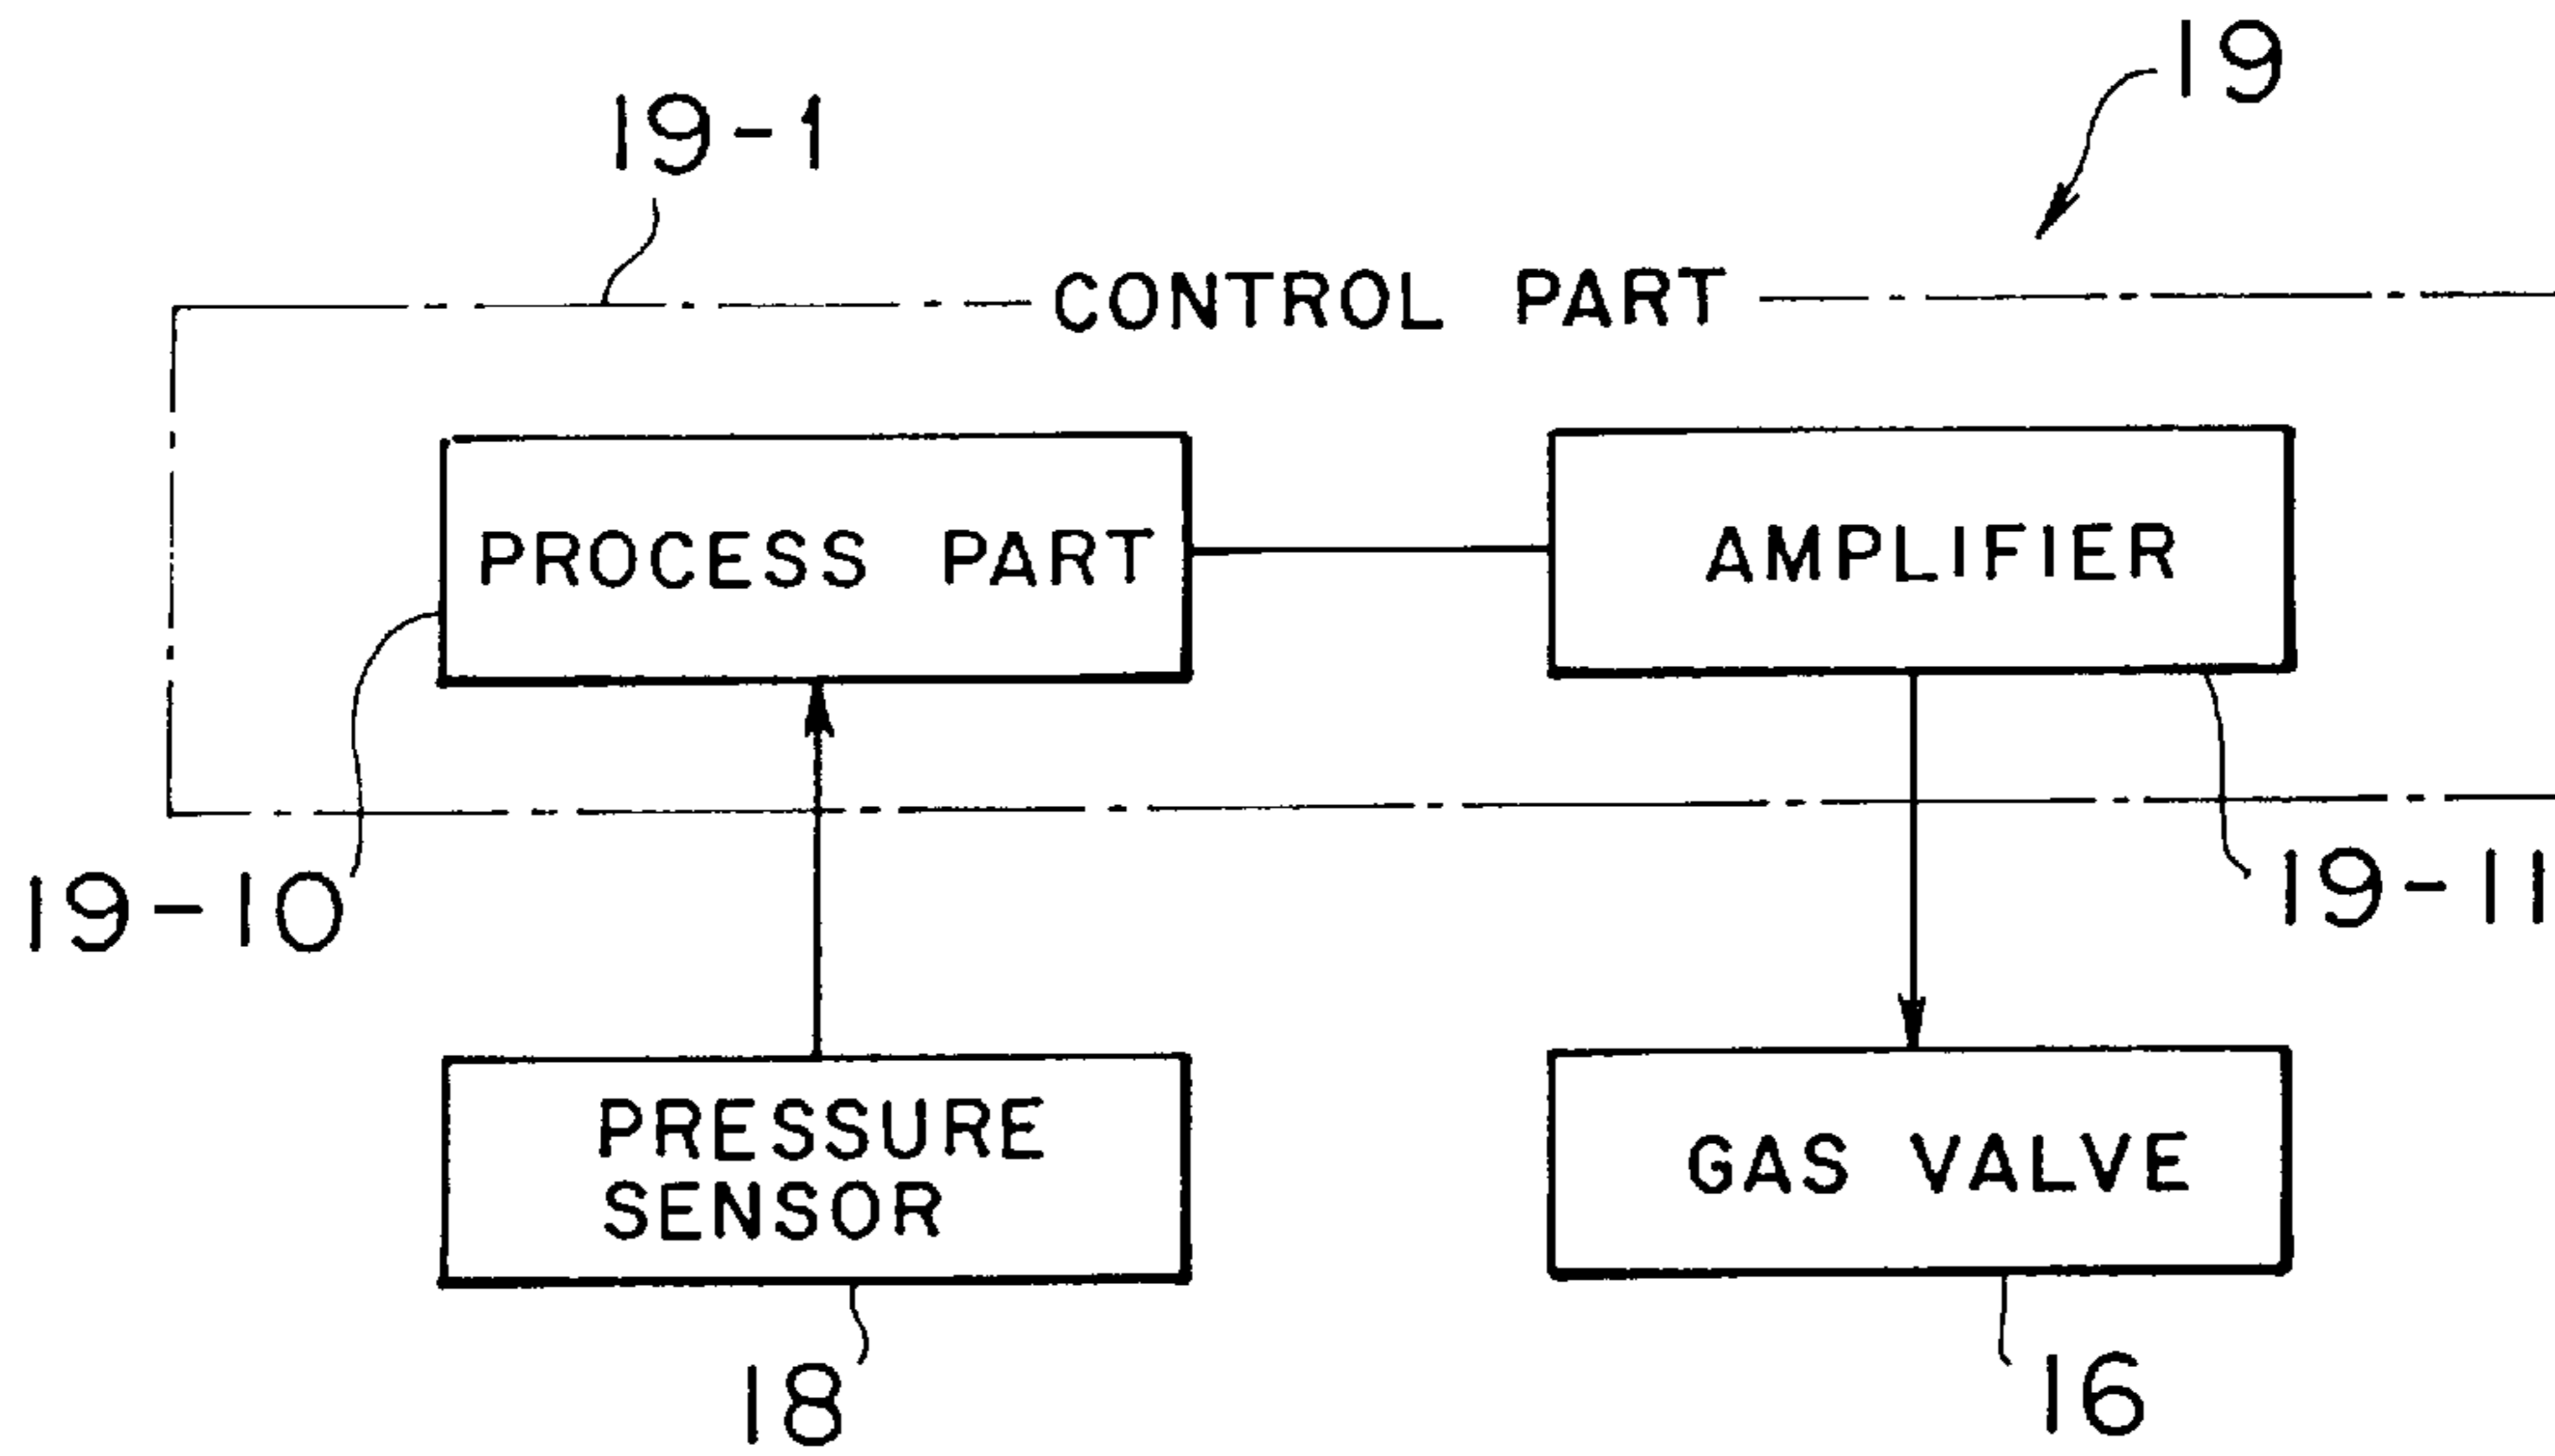 19
19-1
CONTROL PART
PROCESS PART
AMPLIFIER
19-10
19-11
PRESSURE
SENSOR
GAS VALVE
18
16